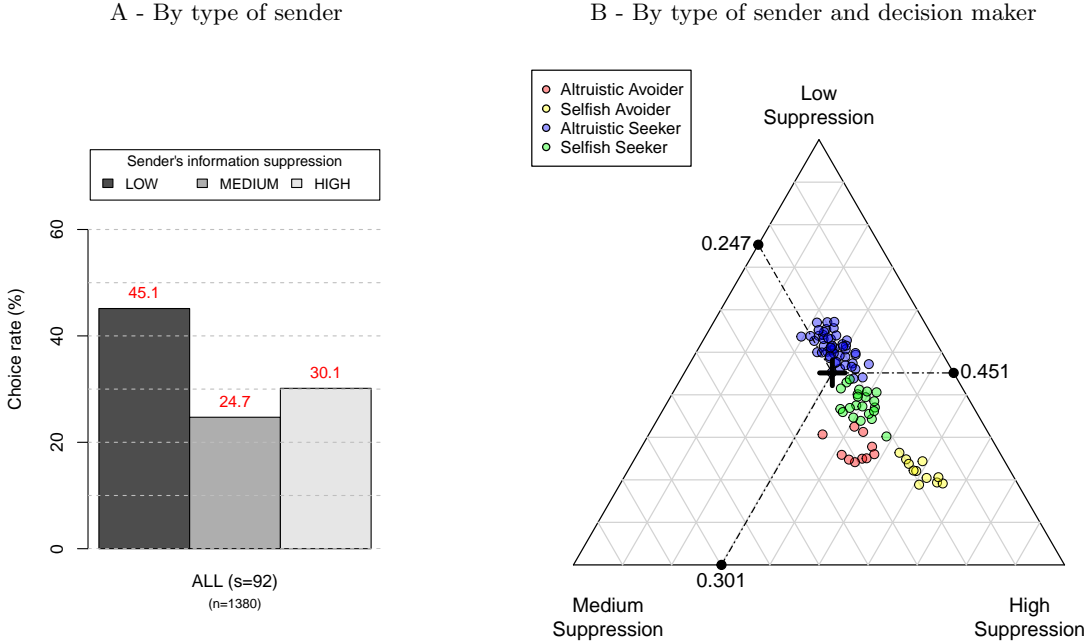 A - By type of sender
B - By type of sender and decision maker
Sender's information suppression
LOW MEDIUM HIGH
Choice rate (%)
60
40
20
0
45.1
24.7
30.1
ALL (s=92)
(n=1380)
Altruistic Avoider
Selfish Avoider
Altruistic Seeker
Selfish Seeker
Low
Suppression
0.247
0.451
0.301
Medium
Suppression
High
Suppression